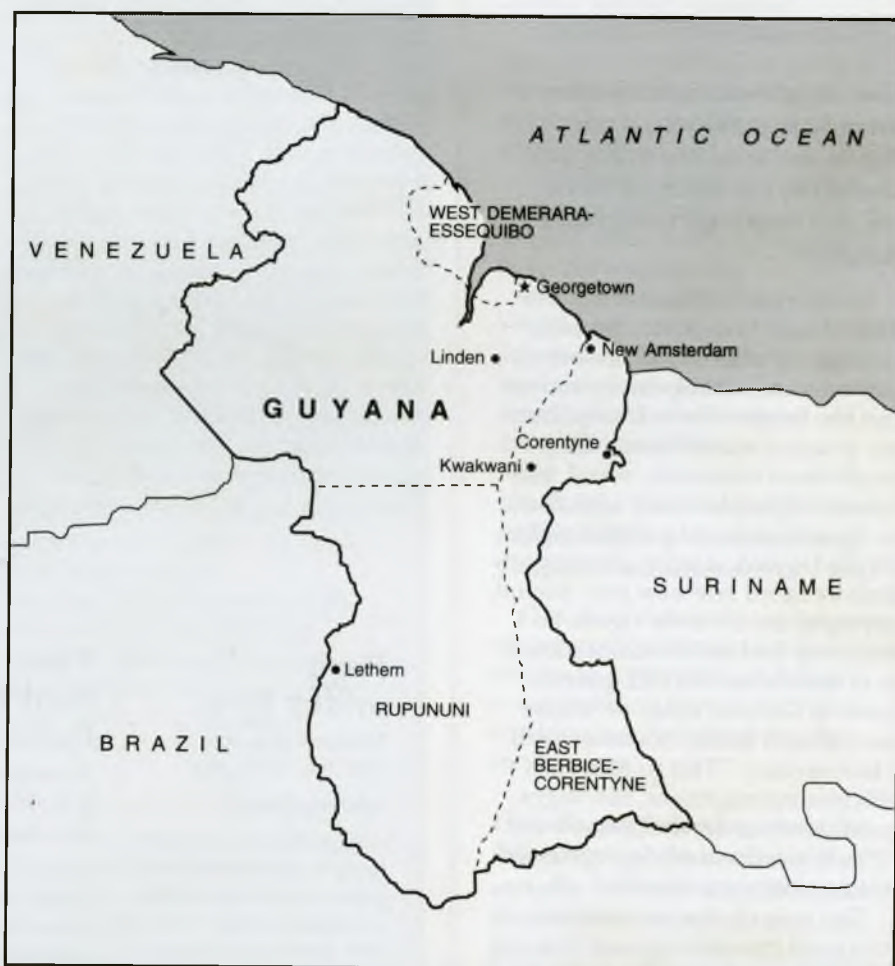 ATLANTIC OCEAN
WEST DEMERARA-
ESSEQUIBO
VENEZUELA
Georgetown
New Amsterdam
Linden
GUYANA
Corentyne
Kwakwani
SURINAME
Lethem
RUPUNUNI
BRAZIL
EAST
BERBICE-
CORENTYNE